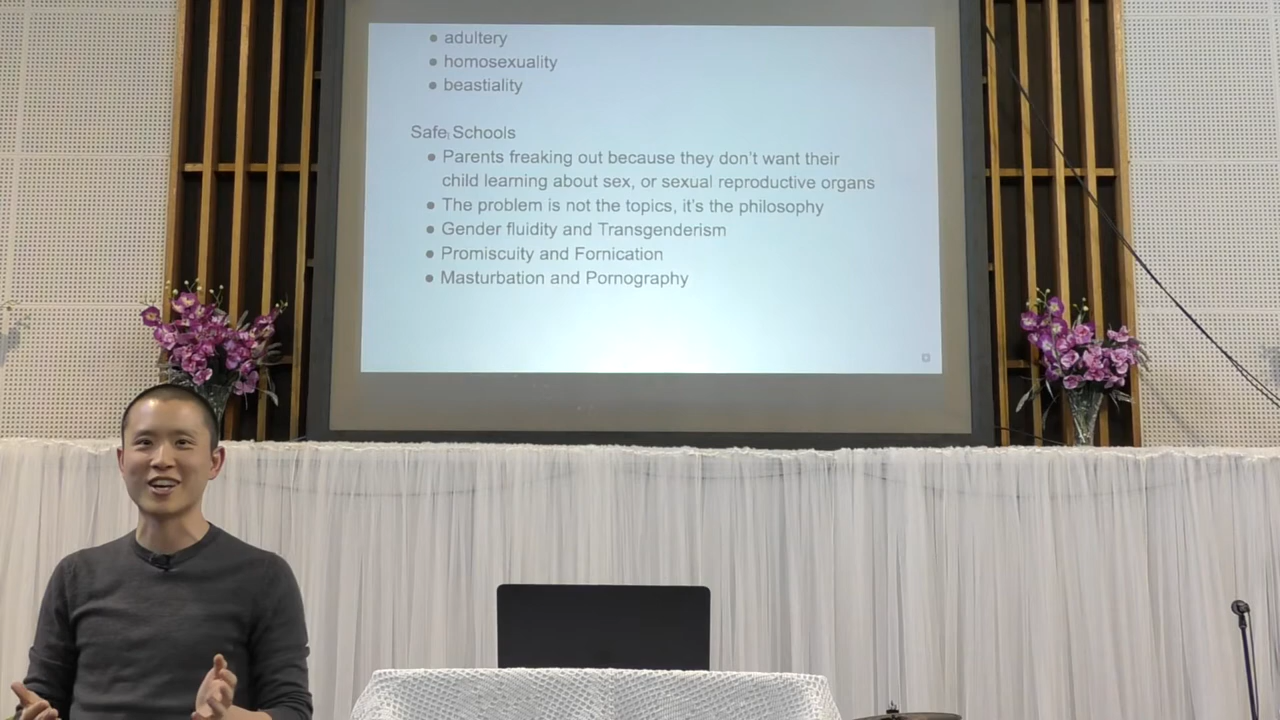 ● adultery
● homosexuality
● beastiality
Safe Schools
● Parents freaking out because they don't want their
child learning about sex, or sexual reproductive organs
● The problem is not the topics, it's the philosophy
● Gender fluidity and Transgenderism
● Promiscuity and Fornication
● Masturbation and Pornography